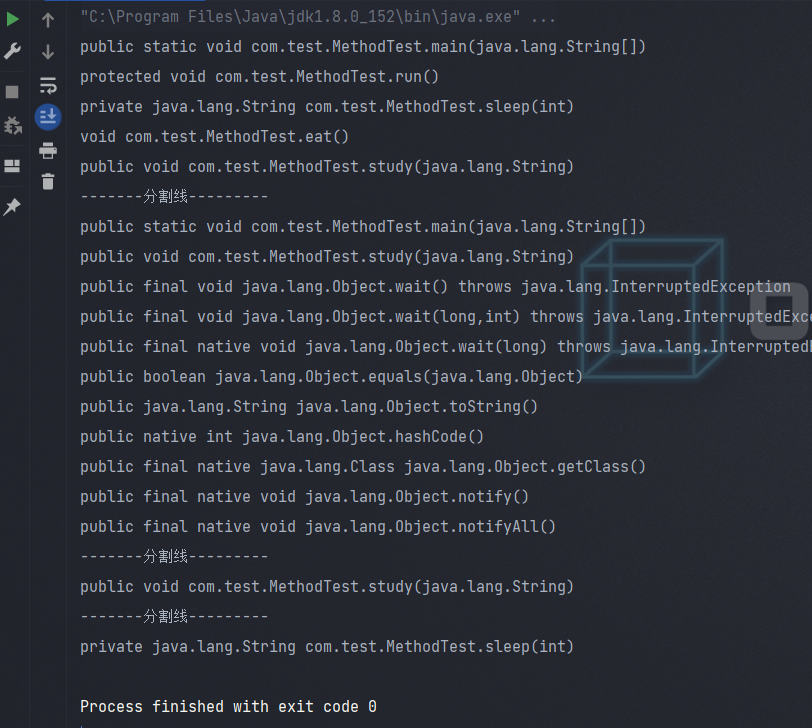 "C:\Program Files\Java\jdk1.8.0_152\bin\java.exe" ...
public static void com.test.MethodTest.main(java.lang.String[])
protected void com.test.MethodTest.run()
private java.lang.String com.test.MethodTest.sleep(int)
void com.test.MethodTest.eat()
public void com.test.MethodTest.study(java.lang.String)
-------分割线---------
public static void com.test.MethodTest.main(java.lang.String[])
public void com.test.MethodTest.study(java.lang.String)
public final void java.lang.Object.wait() throws java.lang.InterruptedException
public final void java.lang.Object.wait(long,int) throws java.lang.InterruptedExce
public final native void java.lang.Object.wait(long) throws java.lang.Interrupted
public boolean java.lang.Object.equals(java.lang.Object)
public java.lang.String java.lang.Object.toString()
public native int java.lang.Object.hashCode()
public final native java.lang.Class java.lang.Object.getClass()
public final native void java.lang.Object.notify()
public final native void java.lang.Object.notifyAll()
-------分割线---------
public void com.test.MethodTest.study(java.lang.String)
-------分割线---------
private java.lang.String com.test.MethodTest.sleep(int)
Process finished with exit code 0